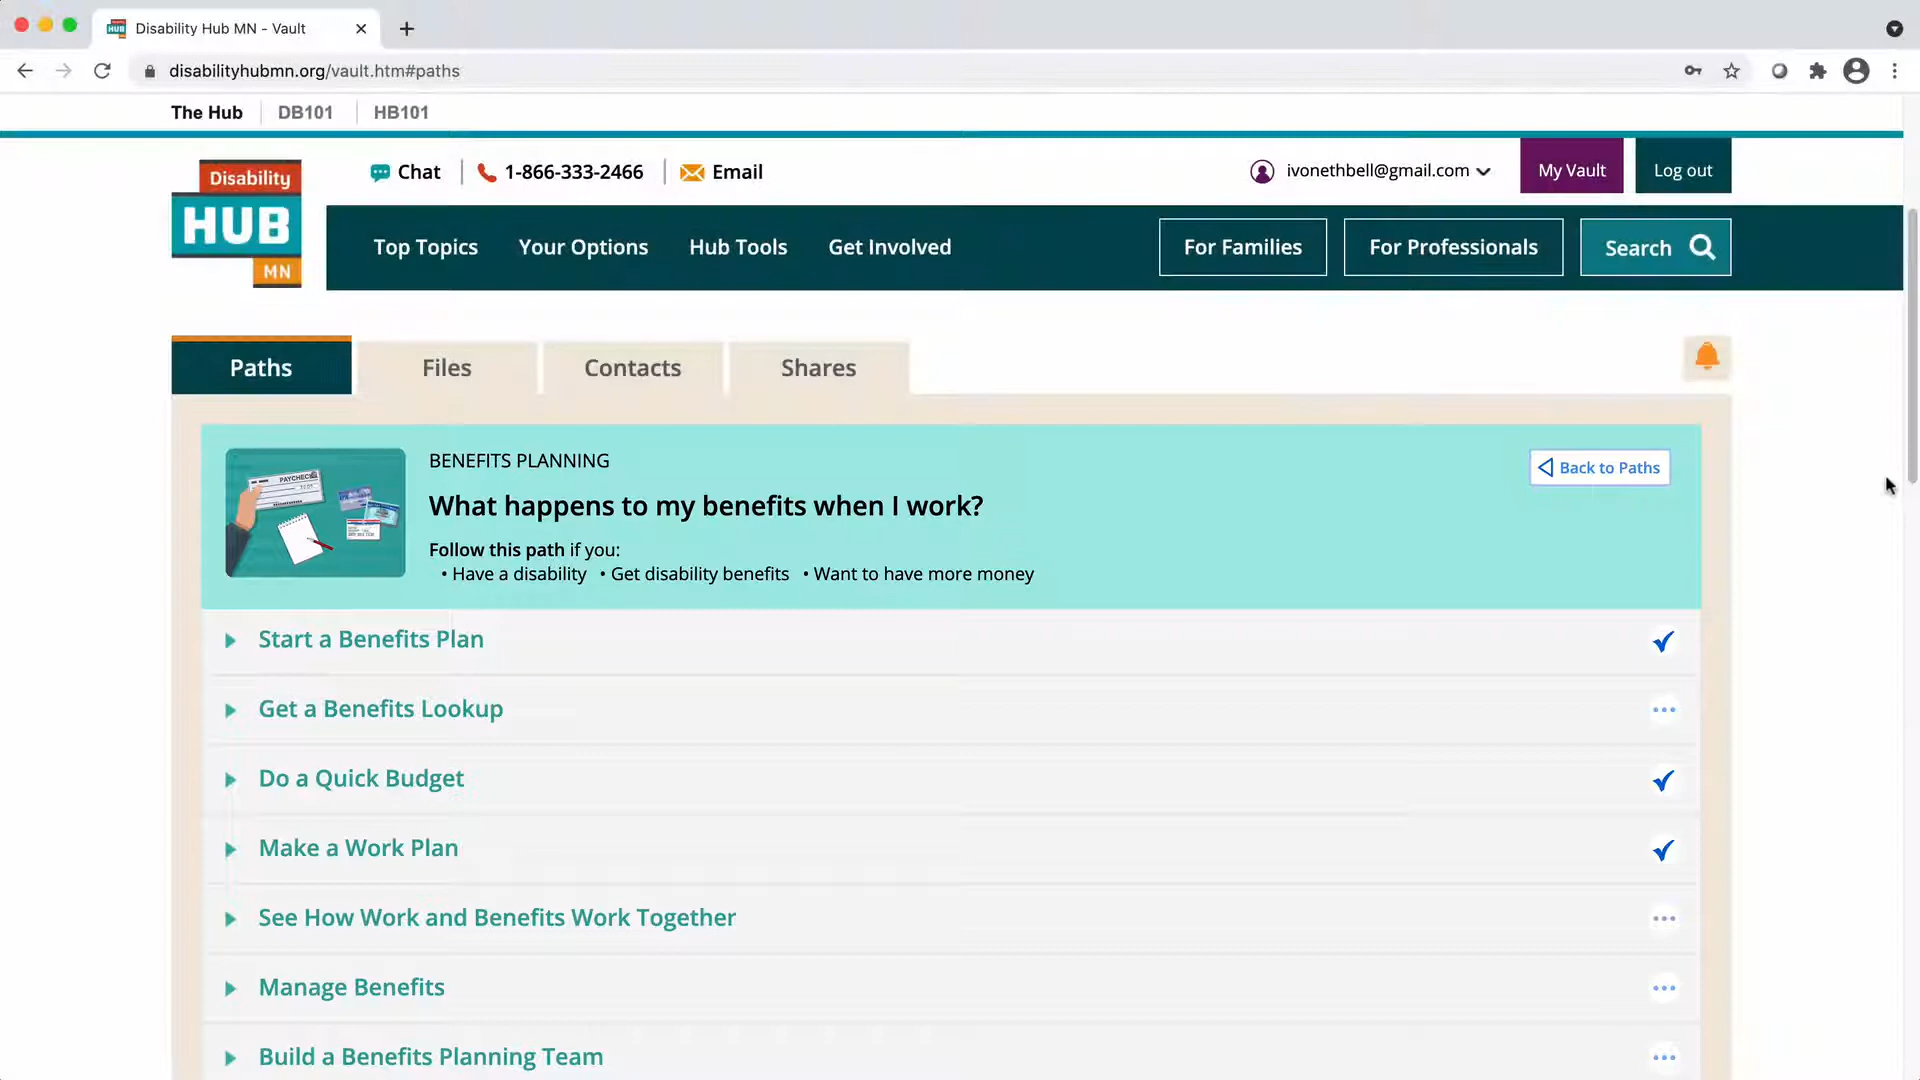 Disability Hub MN - Vault
disabilityhubmn.org/vault.htm#paths
The Hub DB101 HB101
Disability
HUB
MN
Chat 1-866-333-2466 Email
ivonethbell@gmail.com My Vault Log out
Top Topics Your Options Hub Tools Get Involved For Families For Professionals Search
Paths Files Contacts Shares
PAYCHECK
BENEFITS PLANNING
Back to Paths
What happens to my benefits when I work?
Follow this path if you:
• Have a disability • Get disability benefits • Want to have more money
Start a Benefits Plan
Get a Benefits Lookup
Do a Quick Budget
Make a Work Plan
See How Work and Benefits Work Together
Manage Benefits
Build a Benefits Planning Team